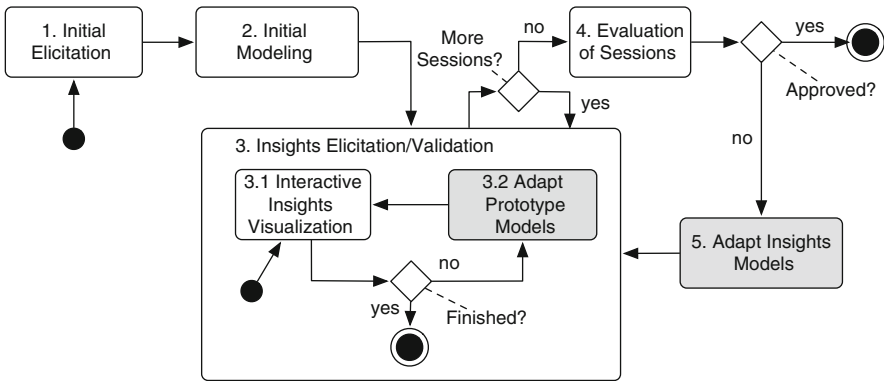 1. Initial
Elicitation
2. Initial
Modeling
More
Sessions?
no
yes
4. Evaluation
of Sessions
yes
Approved?
no
3. Insights Elicitation/Validation
3.1 Interactive
Insights
Visualization
3.2 Adapt
Prototype
Models
no
yes
Finished?
5. Adapt Insights
Models